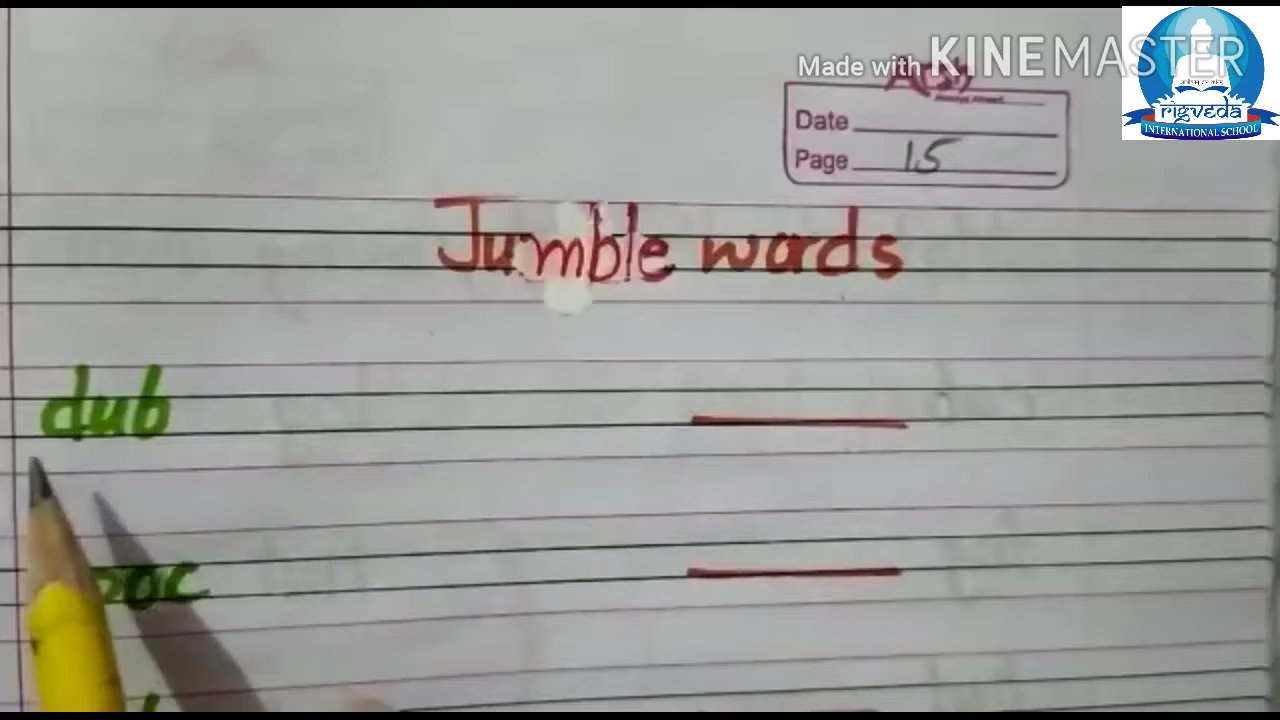 Made with KINEMASTER
rigveda
INTERNATIONAL SCHOOL
Date
Page 15
Jumble words
dub